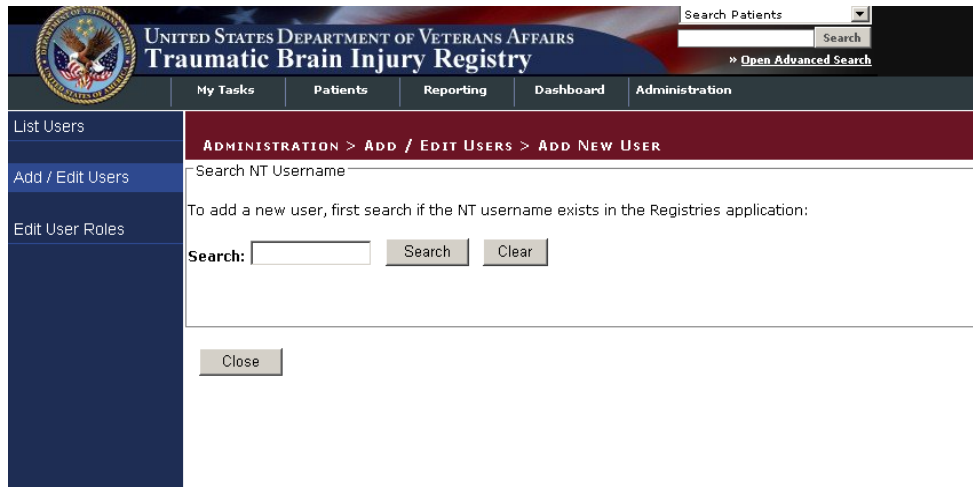 Search Patients
UNITED STATES DEPARTMENT OF VETERANS AFFAIRS
Traumatic Brain Injury Registry
Search
» Open Advanced Search
My Tasks Patients Reporting Dashboard Administration
List Users
Add / Edit Users
Edit User Roles
ADMINISTRATION > ADD / EDIT USERS > ADD NEW USER
Search NT Username
To add a new user, first search if the NT username exists in the Registries application:
Search: Search Clear
Close